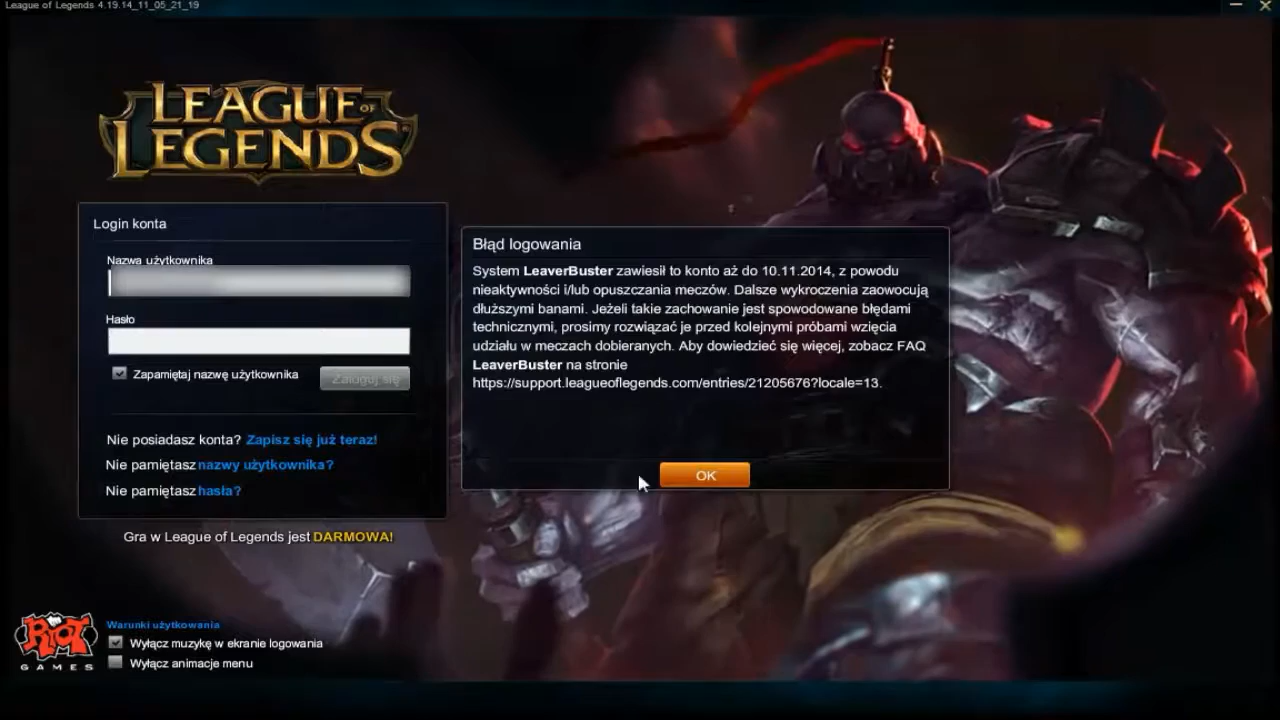 League of Legends 4.19.14_11_05_21_19
LEAGUE OF
LEGENDS
Login konta
Nazwa użytkownika
Hasło
Zapamiętaj nazwę użytkownika
Zaloguj się
Nie posiadasz konta? Zapisz się już teraz!
Nie pamiętasz nazwy użytkownika?
Nie pamiętasz hasła?
Gra w League of Legends jest DARMOWA!
Błąd logowania
System LeaverBuster zawiesił to konto aż do 10.11.2014, z powodu
nieaktywności i/lub opuszczania meczów. Dalsze wykroczenia zaowocują
dłuższymi banami. Jeżeli takie zachowanie jest spowodowane błędami
technicznymi, prosimy rozwiązać je przed kolejnymi próbami wzięcia
udziału w meczach dobieranych. Aby dowiedzieć się więcej, zobacz FAQ
LeaverBuster na stronie
https://support.leagueoflegends.com/entries/21205676?locale=13.
OK
RIOT
GAMES
Warunki użytkowania
Wyłącz muzykę w ekranie logowania
Wyłącz animacje menu